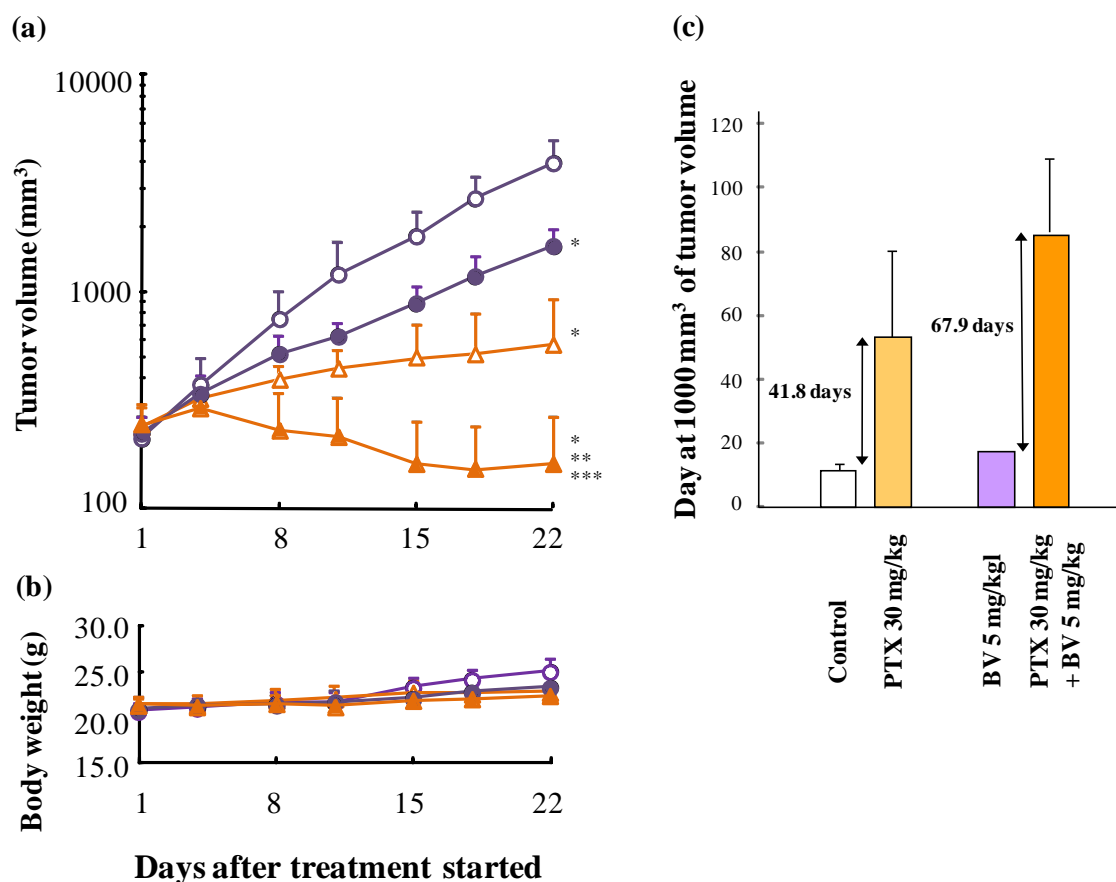 (a)
Tumor volume (mm³)
10000
1000
100
1 8 15 22
*
*
*
**
***
(b)
Body weight (g)
30.0
25.0
20.0
15.0
1 8 15 22
Days after treatment started
(c)
Day at 1000 mm³ of tumor volume
120
100
80
60
40
20
0
41.8 days
67.9 days
Control
PTX 30 mg/kg
BV 5 mg/kgl
PTX 30 mg/kg
+ BV 5 mg/kg